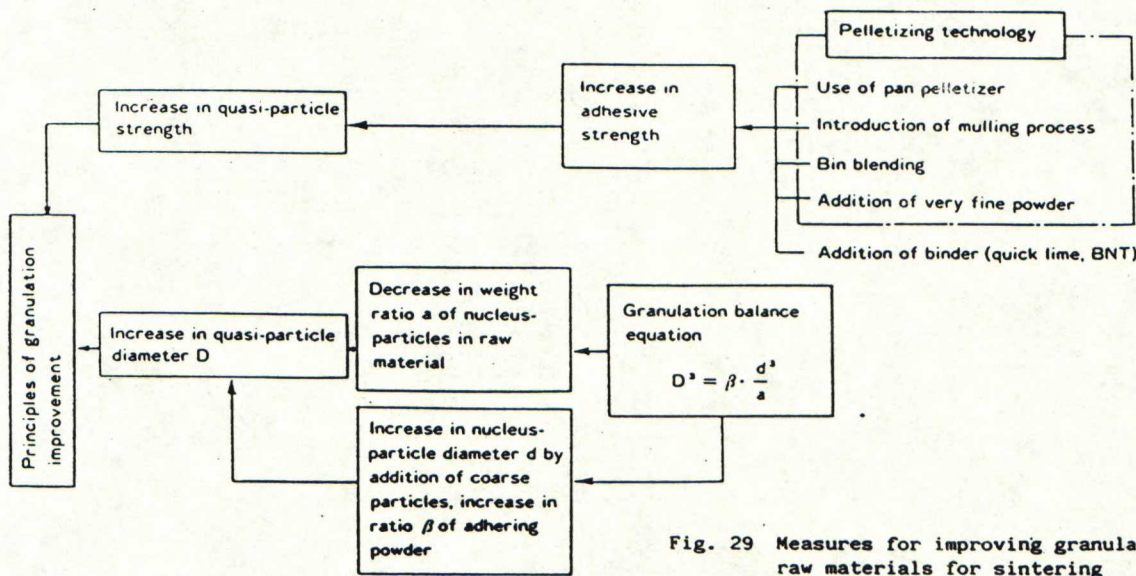 Pelletizing technology
Use of pan pelletizer
Introduction of mulling process
Bin blending
Addition of very fine powder
Addition of binder (quick lime, BNT)
Increase in
adhesive
strength
Increase in quasi-particle
strength
Principles of granulation
improvement
Increase in quasi-particle
diameter D
Decrease in weight
ratio a of nucleus-
particles in raw
material
Granulation balance
equation
D³ = β · d³/a
Increase in nucleus-
particle diameter d by
addition of coarse
particles, increase in
ratio β of adhering
powder
Fig. 29 Measures for improving granula
raw materials for sintering